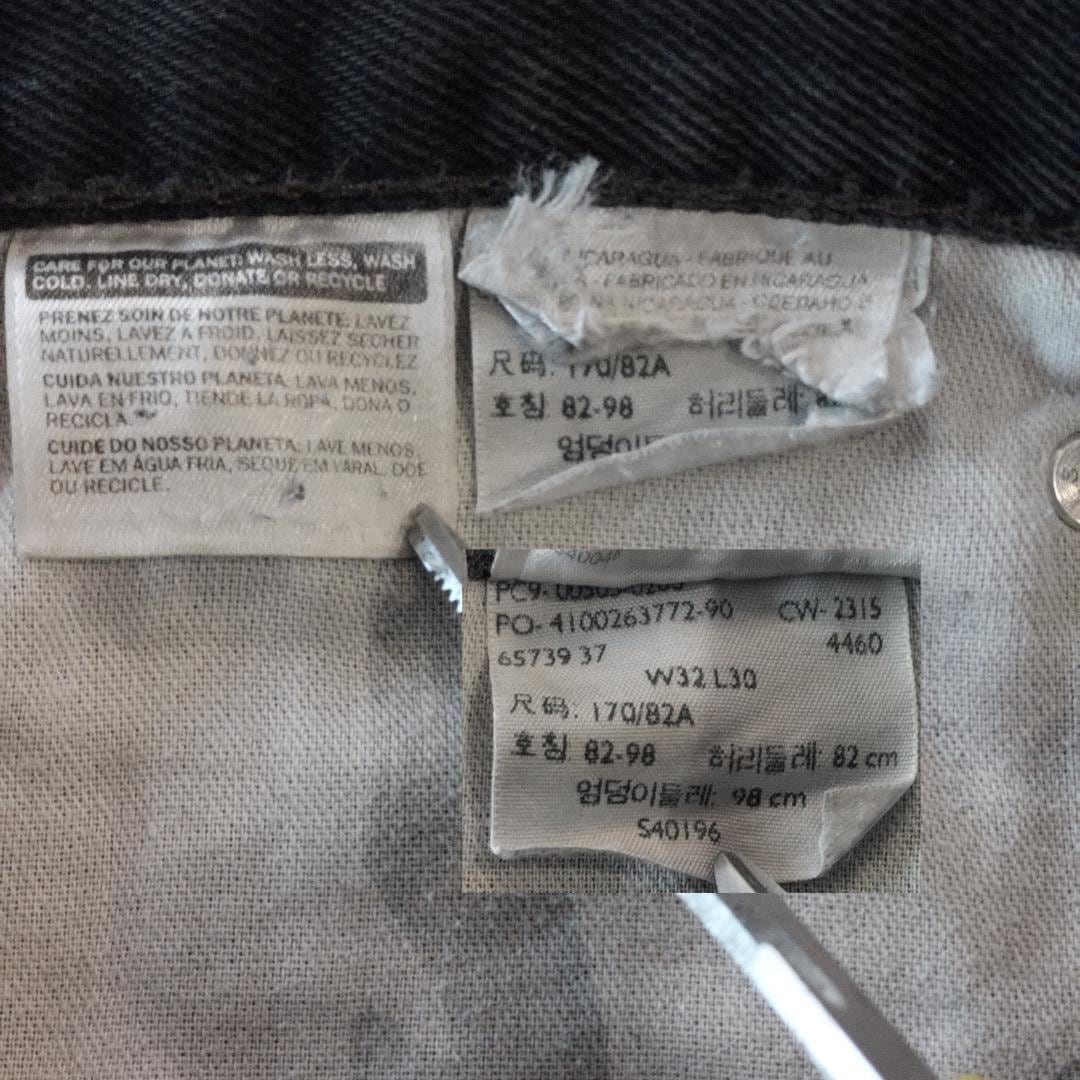 CARE FOR OUR PLANET: WASH LESS, WASH
COLD, LINE DRY, DONATE OR RECYCLE
PRENEZ SOIN DE NOTRE PLANETE: LAVEZ
MOINS, LAVEZ A FROID, LAISSEZ SECHER
NATURELLEMENT, DONNEZ OU RECYCLEZ
CUIDA NUESTRO PLANETA: LAVA MENOS,
LAVA EN FRIO, TIENDE LA ROPA, DONA O
RECICLA.
CUIDE DO NOSSO PLANETA: LAVE MENOS,
LAVE EM ÁGUA FRIA, SEQUE EM VARAL, DOE
OU RECICLE.
NICARAGUA - FABRIQUE AU
FABRICADO EN NICARAGUA
NA NICARAGUA - СДЕЛАНО В
尺码: 170/82A
호칭 82-98 허리둘레:
PO- 4100263772-90 CW- 2315
65739 37 4460
W32 L30
尺码: 170/82A
호칭 82-98 허리둘레: 82 cm
엉덩이둘레: 98 cm
S40196